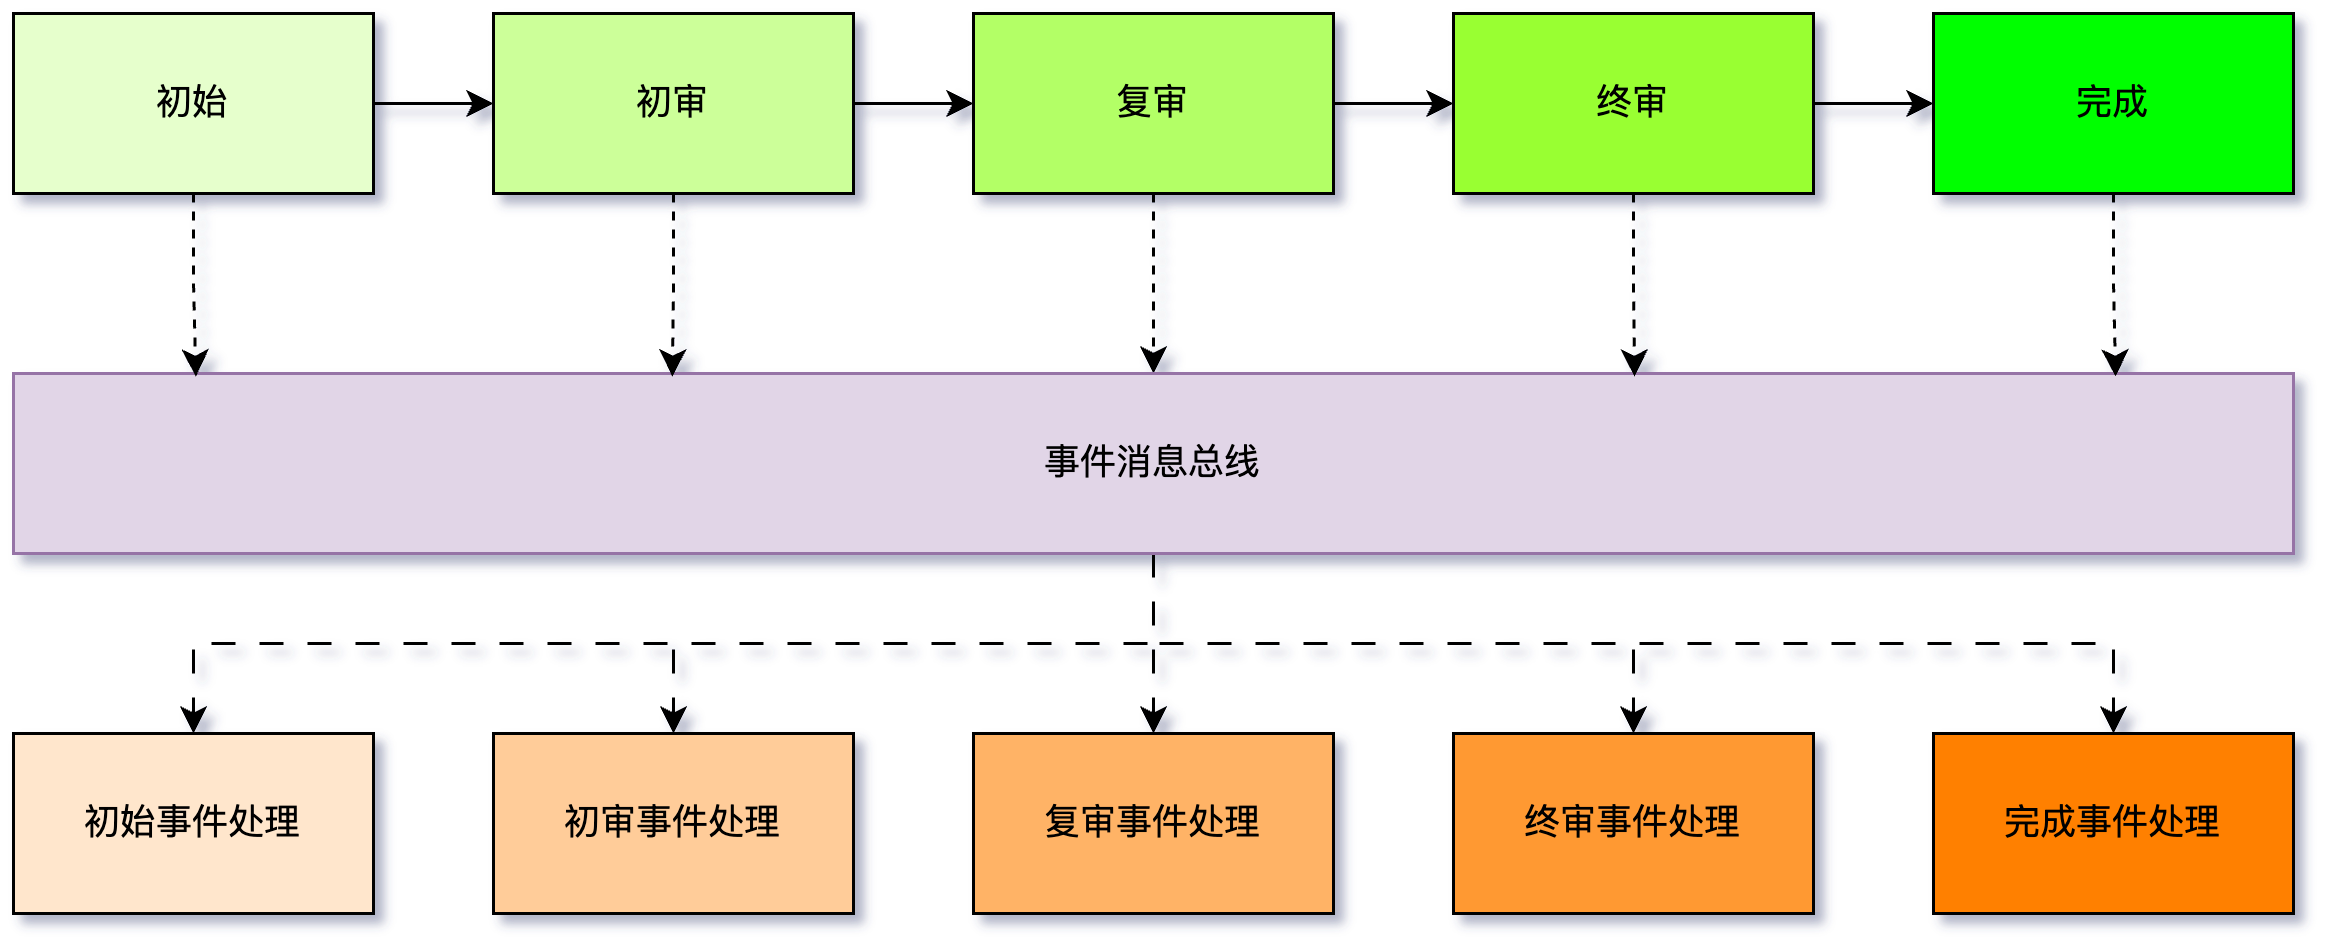 初始
初审
复审
终审
完成
事件消息总线
初始事件处理
初审事件处理
复审事件处理
终审事件处理
完成事件处理